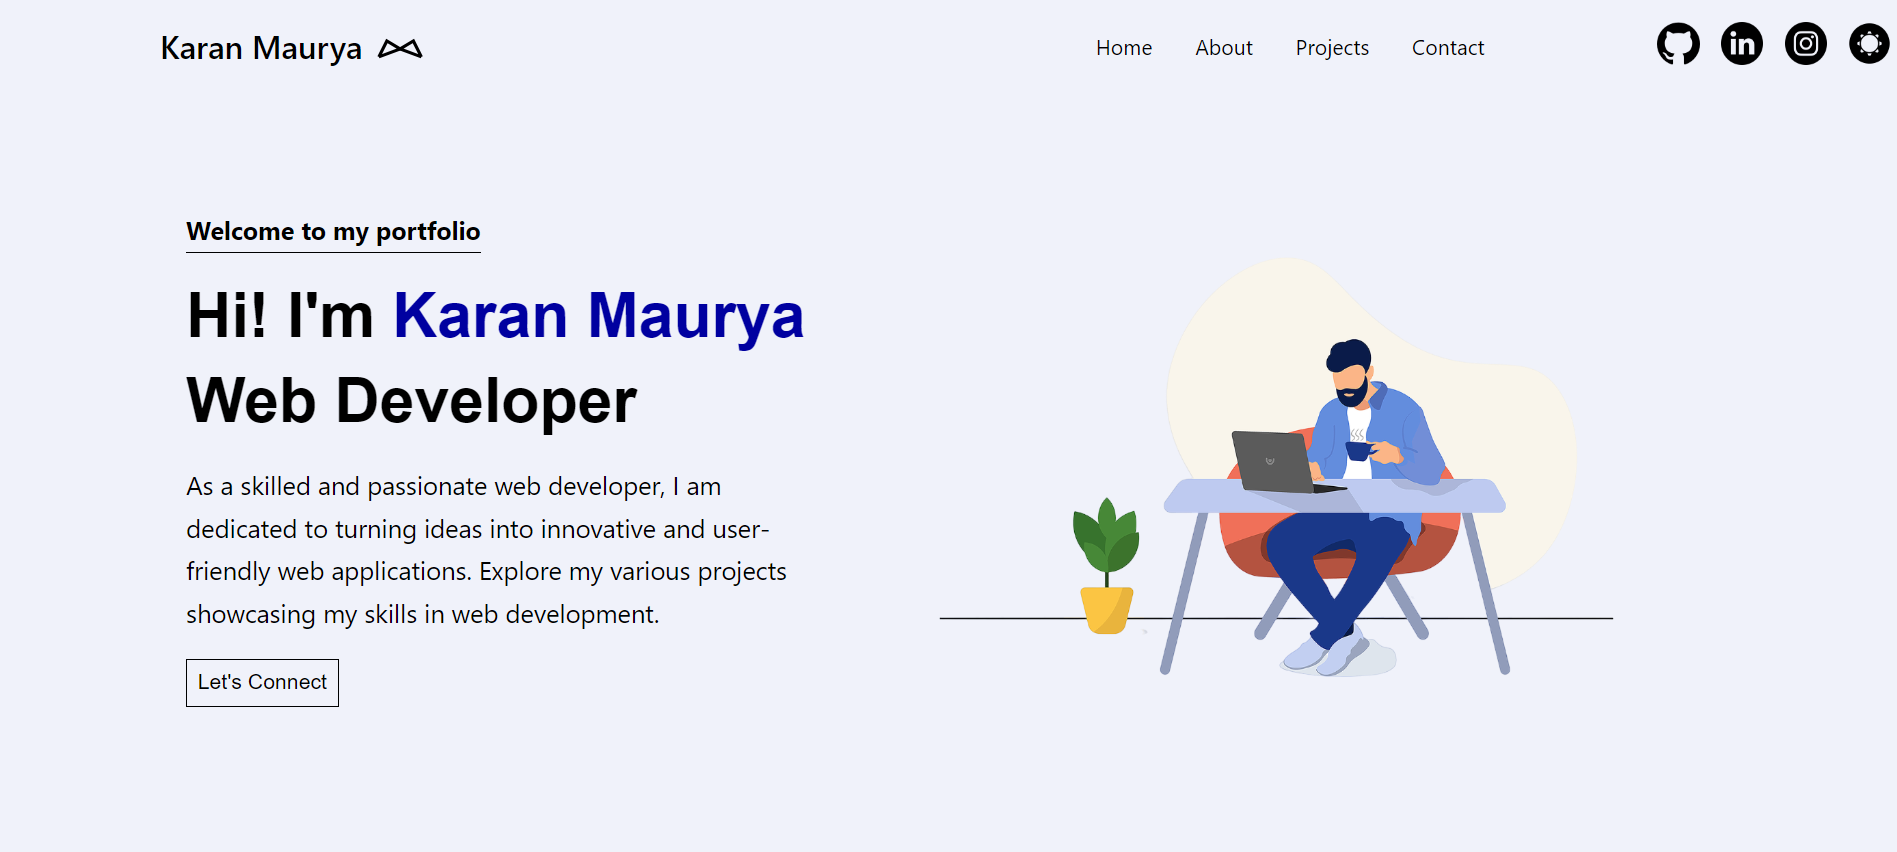 Karan Maurya
Home About Projects Contact
Welcome to my portfolio
Hi! I'm Karan Maurya
Web Developer
As a skilled and passionate web developer, I am
dedicated to turning ideas into innovative and user-
friendly web applications. Explore my various projects
showcasing my skills in web development.
Let's Connect